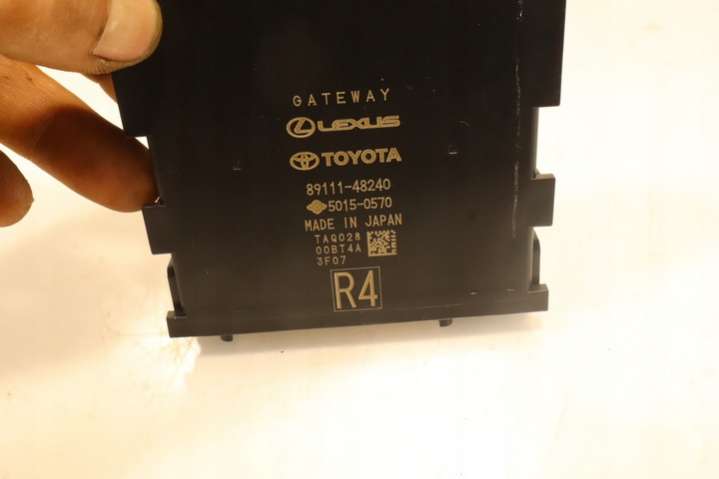 GATEWAY
LEXUS
TOYOTA
89111-48240
5015-0570
MADE IN JAPAN
TAQ028
00BT4A
3F07
R4